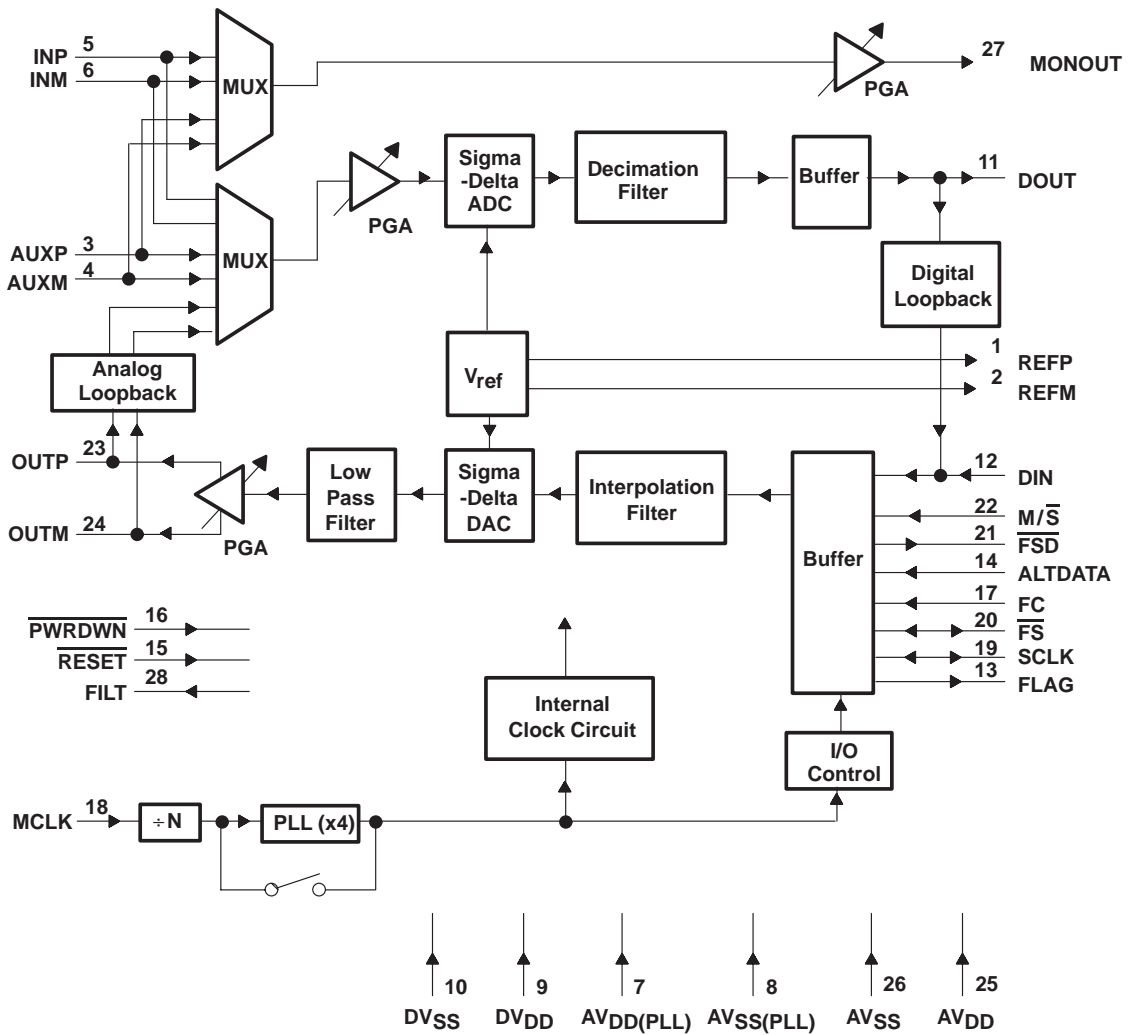 INP 5
INM 6
MUX
PGA
27 MONOUT
Sigma
-Delta
ADC
Decimation
Filter
Buffer
11 DOUT
PGA
AUXP 3
AUXM 4
MUX
Digital
Loopback
Analog
Loopback
Vref
1 REFP
2 REFM
OUTP 23
OUTM 24
PGA
Low
Pass
Filter
Sigma
-Delta
DAC
Interpolation
Filter
Buffer
12 DIN
22 M/S̅
21 F̅S̅D̅
14 ALTDATA
17 FC
20 F̅S̅
19 SCLK
13 FLAG
P̅W̅R̅D̅W̅N̅ 16
R̅E̅S̅E̅T̅ 15
FILT 28
Internal
Clock Circuit
I/O
Control
MCLK 18
÷N
PLL (x4)
10 9 7 8 26 25
DVSS DVDD AVDD(PLL) AVSS(PLL) AVSS AVDD